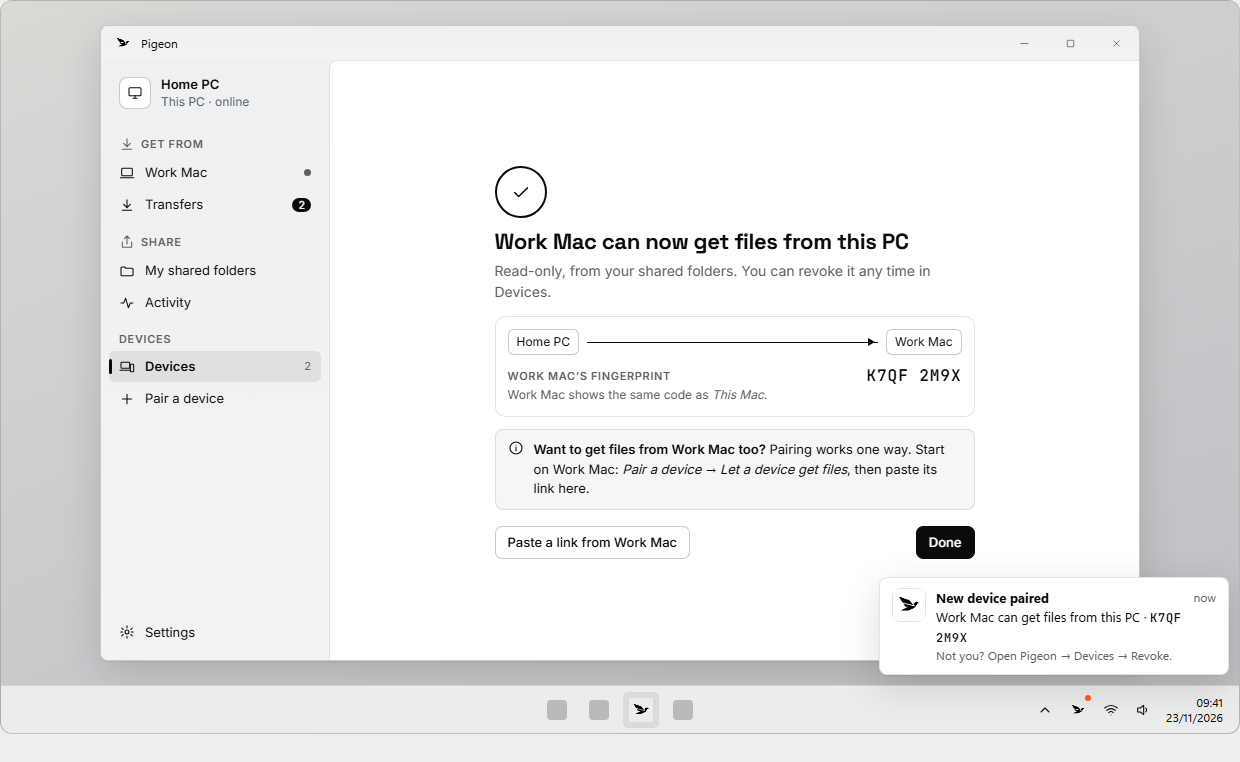 Pigeon
Home PC
This PC · online
GET FROM
Work Mac
Transfers 2
SHARE
My shared folders
Activity
DEVICES
Devices 2
Pair a device
Settings
Work Mac can now get files from this PC
Read-only, from your shared folders. You can revoke it any time in
Devices.
Home PC Work Mac
WORK MAC’S FINGERPRINT K7QF 2M9X
Work Mac shows the same code as This Mac.
Want to get files from Work Mac too? Pairing works one way. Start
on Work Mac: Pair a device → Let a device get files, then paste its
link here.
Paste a link from Work Mac Done
New device paired now
Work Mac can get files from this PC · K7QF
2M9X
Not you? Open Pigeon → Devices → Revoke.
09:41
23/11/2026